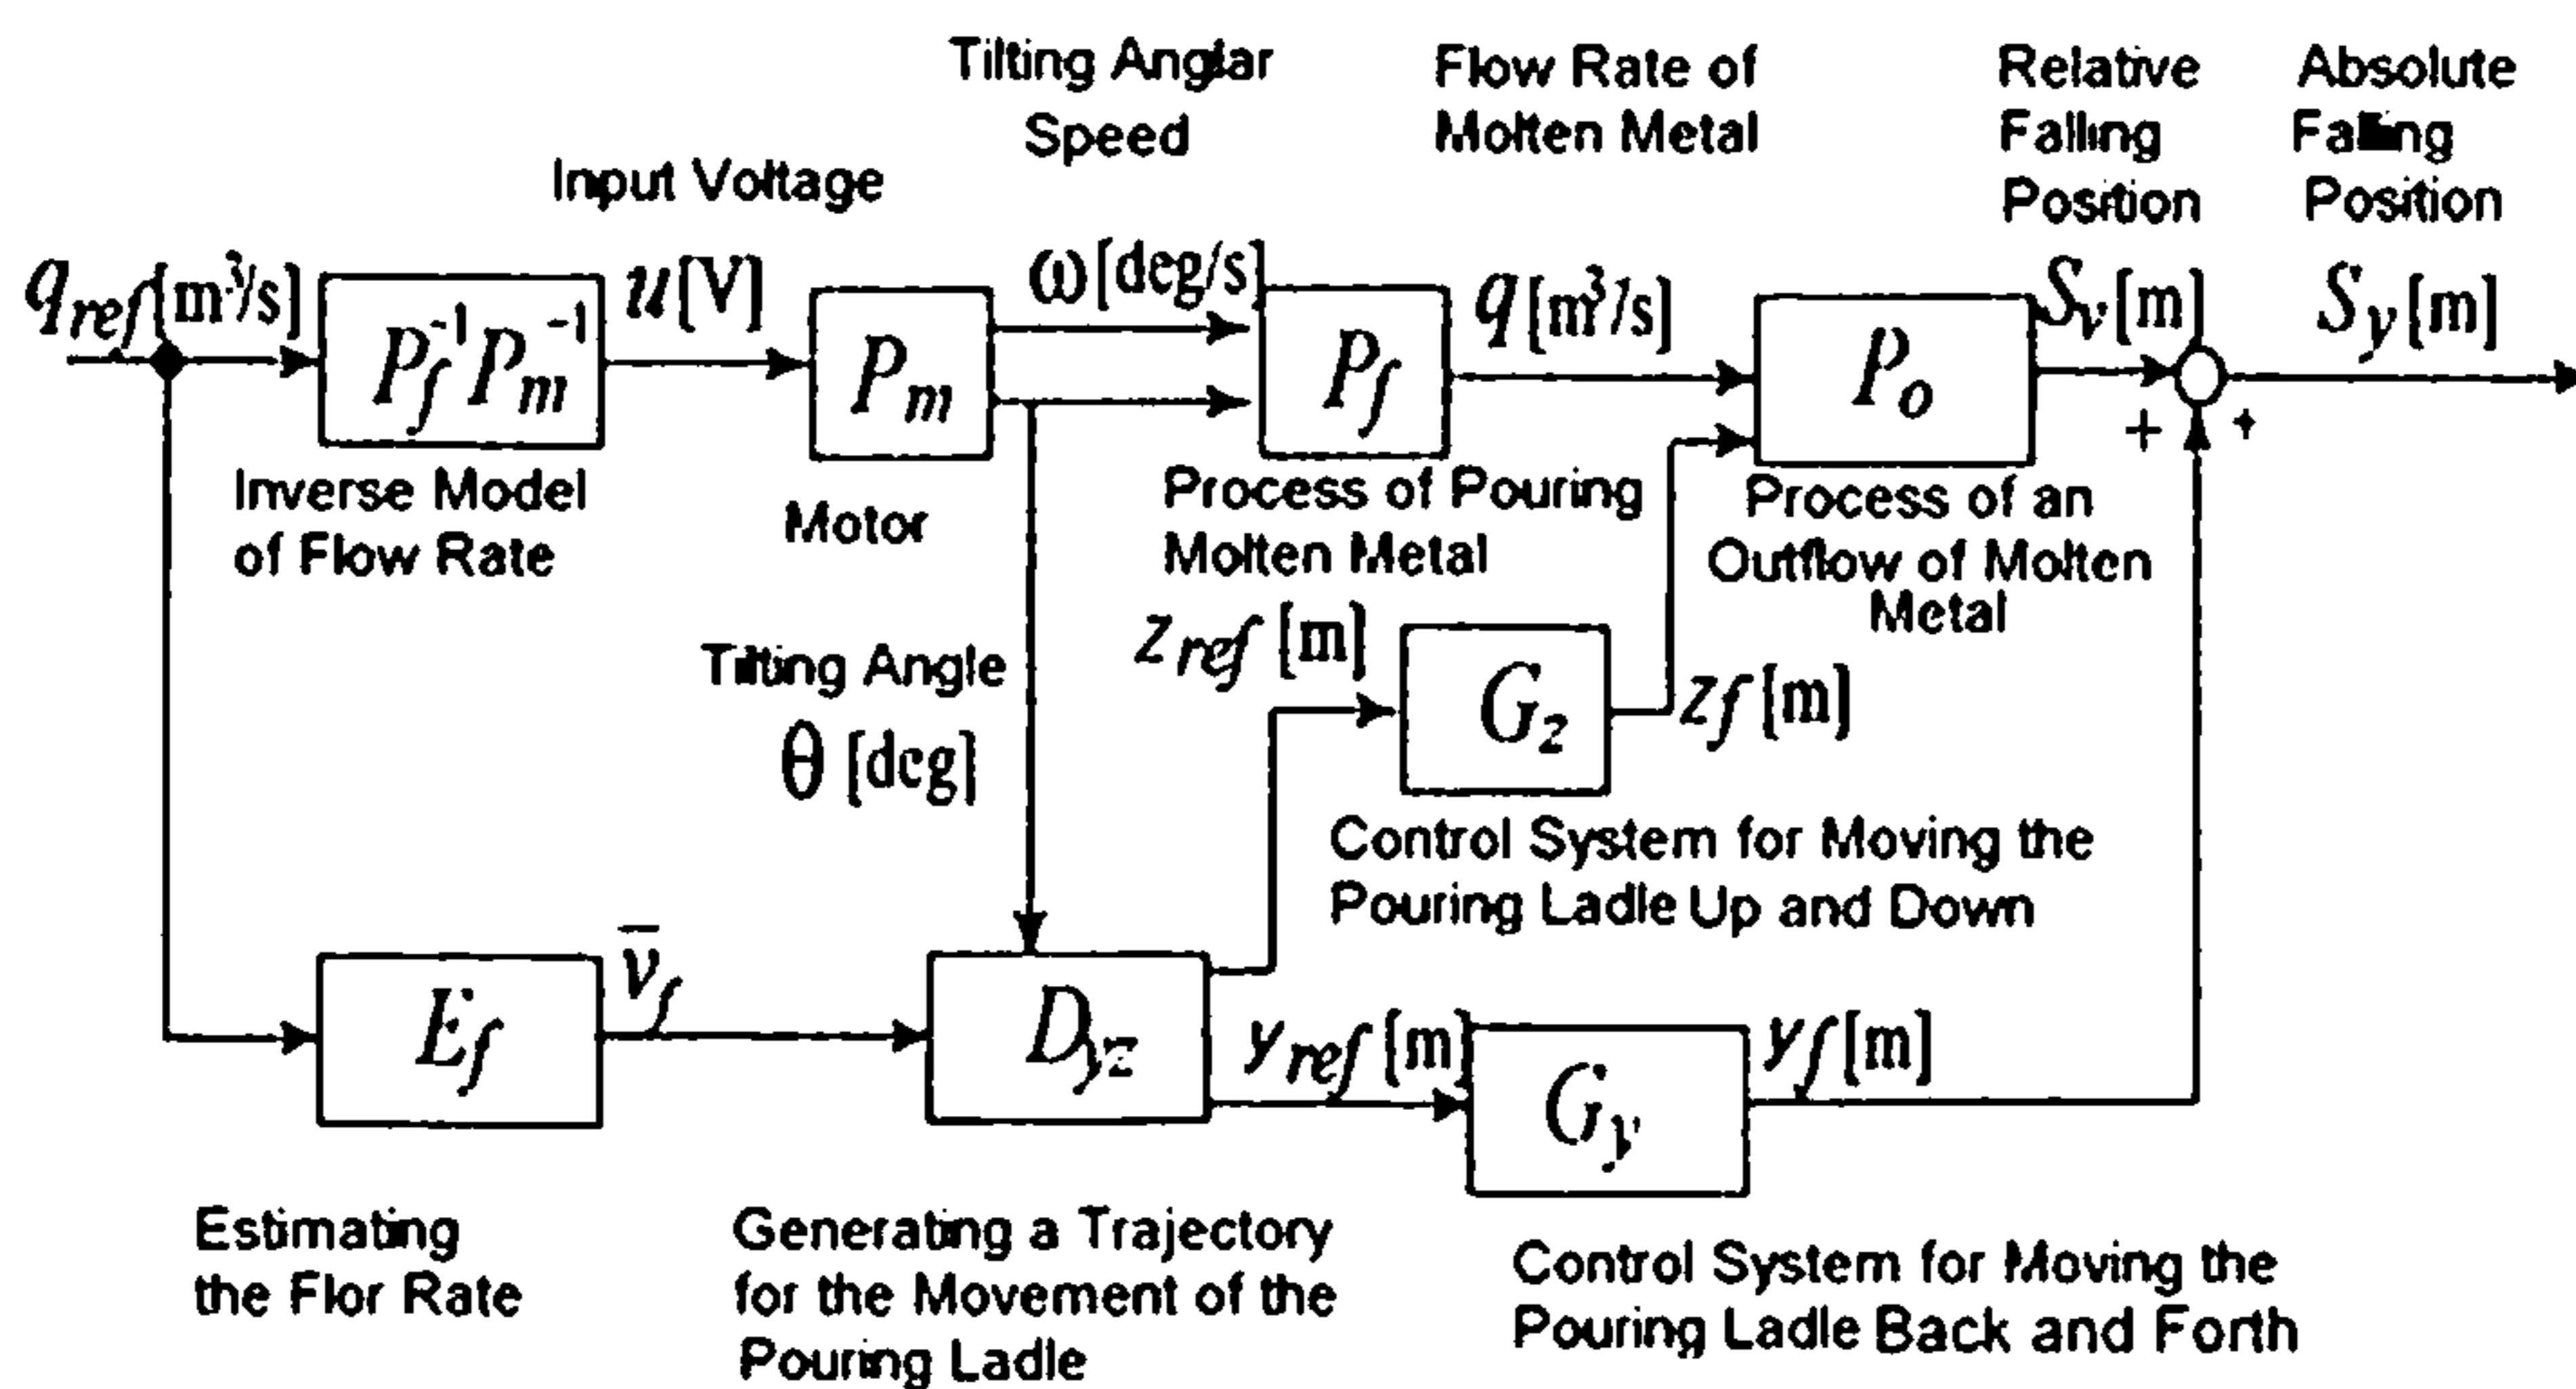 Tilting Anglar
Speed
Flow Rate of
Molten Metal
Relative
Falling
Position
Absolute
Falling
Position
Input Voltage
q_ref [m³/s]
P_f⁻¹ P_m⁻¹
u [V]
P_m
ω [deg/s]
P_f
q [m³/s]
P_o
S_v [m]
S_y [m]
+
+
Inverse Model
of Flow Rate
Motor
Process of Pouring
Molten Metal
Process of an
Outflow of Molten
Metal
Tilting Angle
θ [deg]
z_ref [m]
G_z
z_f [m]
Control System for Moving the
Pouring Ladle Up and Down
E_f
v̄_f
D_yz
y_ref [m]
G_y
y_f [m]
Estimating
the Flor Rate
Generating a Trajectory
for the Movement of the
Pouring Ladle
Control System for Moving the
Pouring Ladle Back and Forth